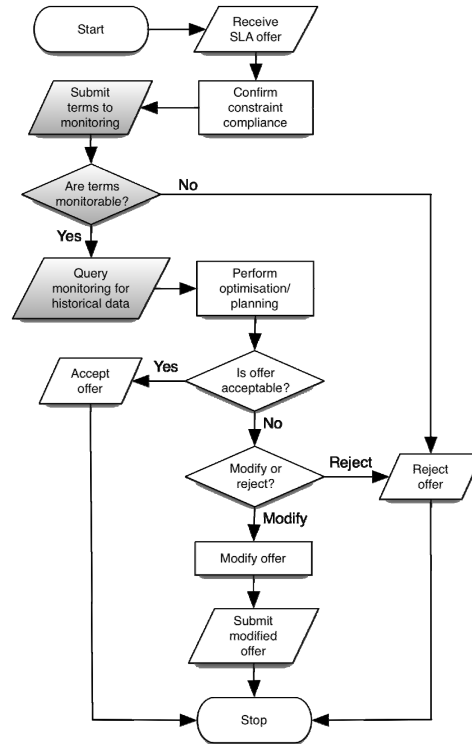 Start
Receive
SLA offer
Submit
terms to
monitoring
Confirm
constraint
compliance
Are terms
monitorable?
No
Yes
Query
monitoring for
historical data
Perform
optimisation/
planning
Accept
offer
Yes
Is offer
acceptable?
No
Modify or
reject?
Reject
Reject
offer
Modify
Modify offer
Submit
modified
offer
Stop